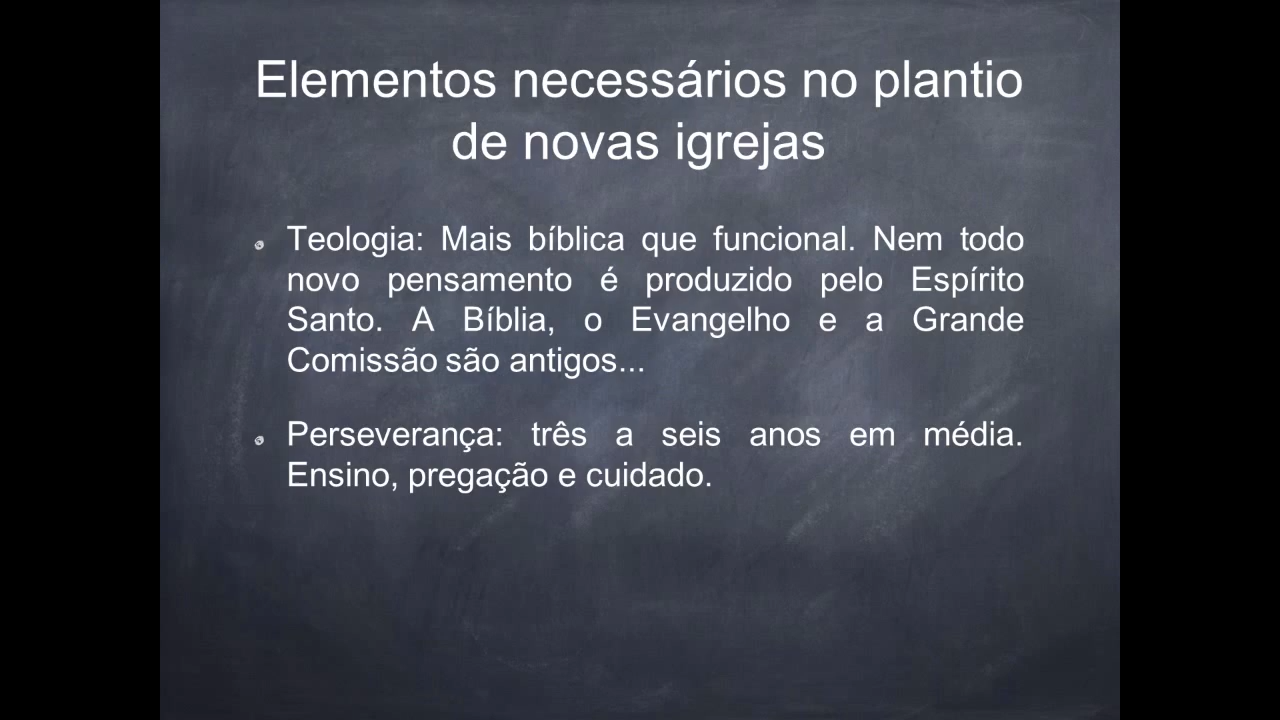 Elementos necessários no plantio
de novas igrejas
Teologia: Mais bíblica que funcional. Nem todo
novo pensamento é produzido pelo Espírito
Santo. A Bíblia, o Evangelho e a Grande
Comissão são antigos...
Perseverança: três a seis anos em média.
Ensino, pregação e cuidado.